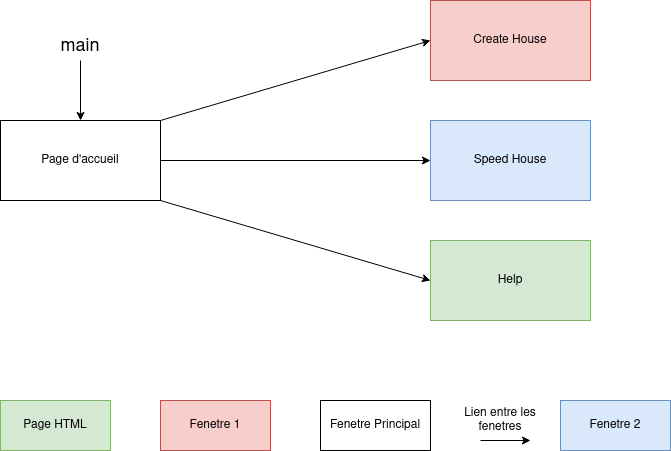 main
Create House
Page d'accueil
Speed House
Help
Page HTML
Fenetre 1
Fenetre Principal
Lien entre les
fenetres
Fenetre 2